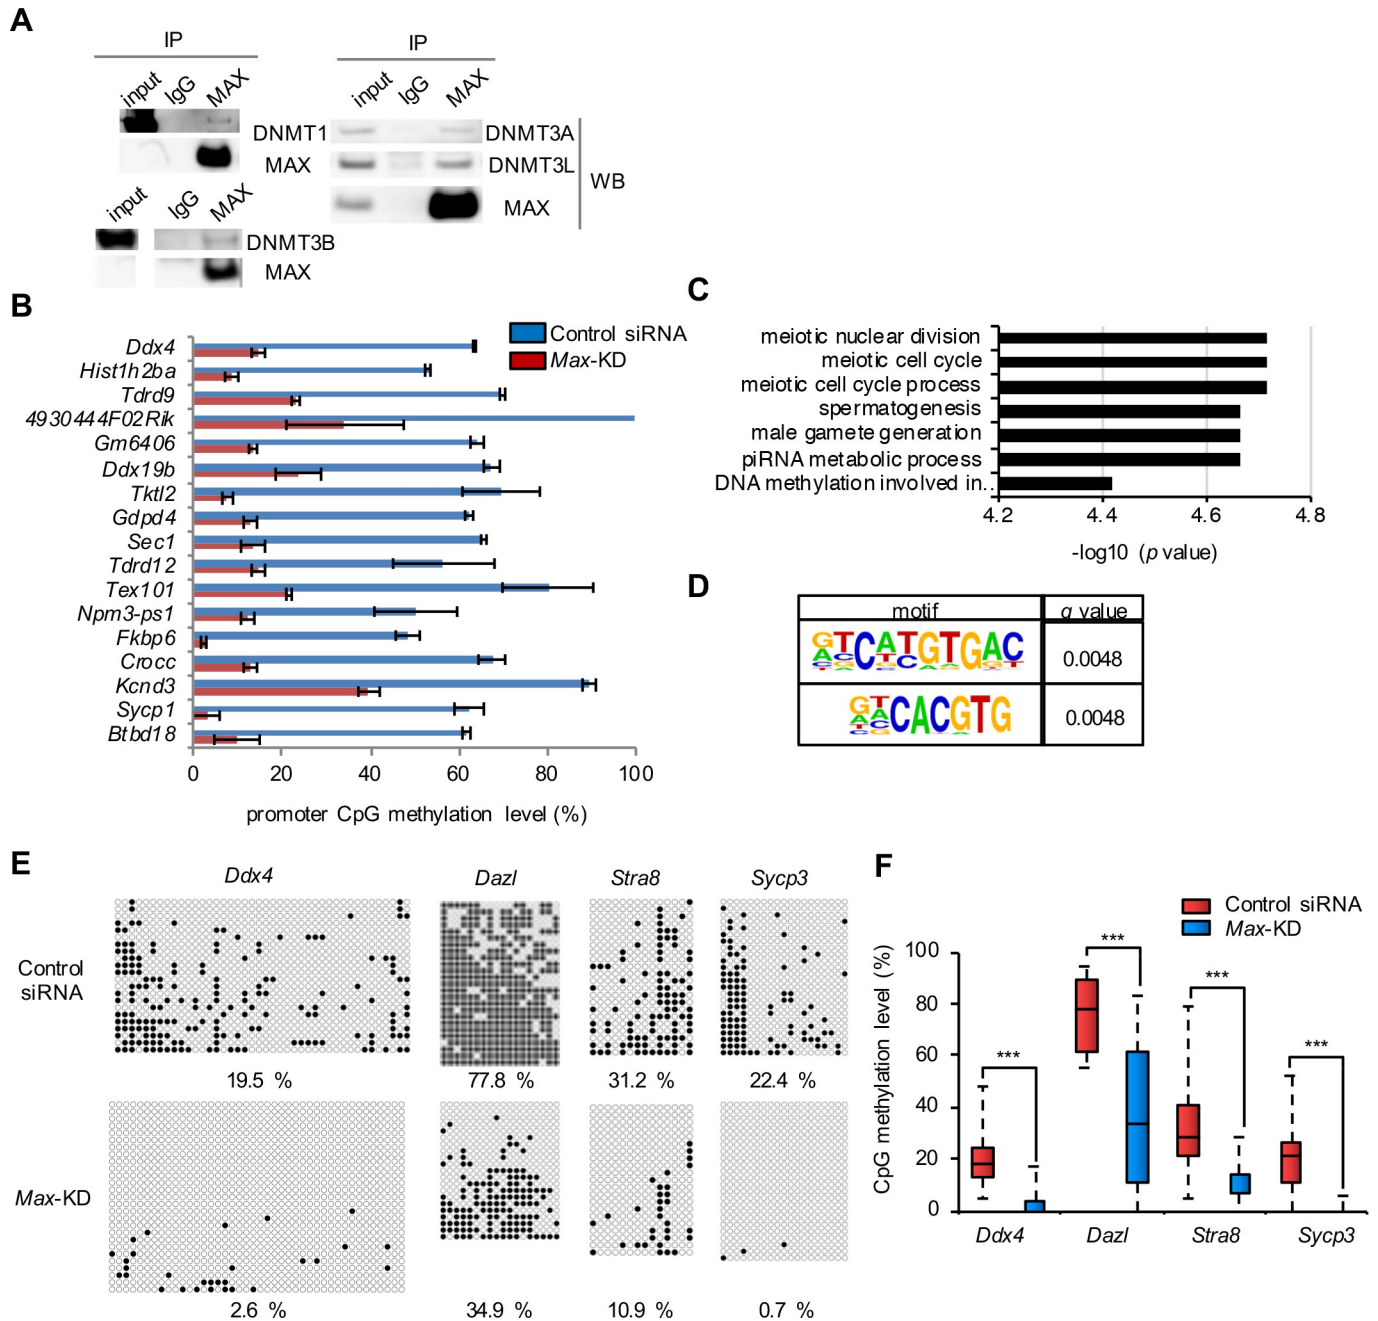 A
IP
input IgG MAX
DNMT1
MAX
input IgG MAX
DNMT3B
MAX
IP
input IgG MAX
DNMT3A
DNMT3L
MAX
WB
B
Control siRNA
Max-KD
Ddx4
Hist1h2ba
Tdrd9
4930444F02Rik
Gm6406
Ddx19b
Tktl2
Gdpd4
Sec1
Tdrd12
Tex101
Npm3-ps1
Fkbp6
Crocc
Kcnd3
Sycp1
Btbd18
0 20 40 60 80 100
promoter CpG methylation level (%)
C
meiotic nuclear division
meiotic cell cycle
meiotic cell cycle process
spermatogenesis
male gamete generation
piRNA metabolic process
DNA methylation involved in..
4.2 4.4 4.6 4.8
-log10 (p value)
D
motif q value
0.0048
CACGTG
0.0048
E
Ddx4 Dazl Stra8 Sycp3
Control
siRNA
19.5 % 77.8 % 31.2 % 22.4 %
Max-KD
2.6 % 34.9 % 10.9 % 0.7 %
F
Control siRNA
Max-KD
CpG methylation level (%)
100
80
60
40
20
0
*** *** *** ***
Ddx4 Dazl Stra8 Sycp3